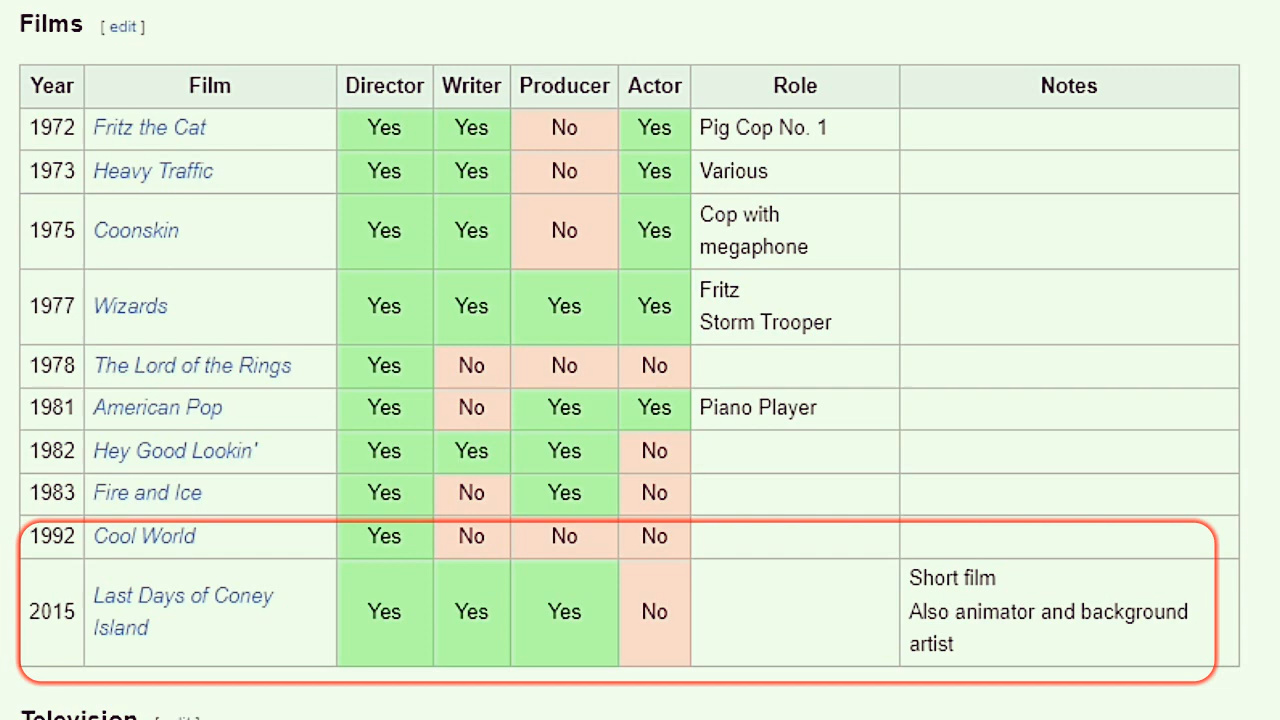 Films [ edit ]
Year Film Director Writer Producer Actor Role Notes
1972 Fritz the Cat Yes Yes No Yes Pig Cop No. 1
1973 Heavy Traffic Yes Yes No Yes Various
1975 Coonskin Yes Yes No Yes Cop with
megaphone
1977 Wizards Yes Yes Yes Yes Fritz
Storm Trooper
1978 The Lord of the Rings Yes No No No
1981 American Pop Yes No Yes Yes Piano Player
1982 Hey Good Lookin' Yes Yes Yes No
1983 Fire and Ice Yes No Yes No
1992 Cool World Yes No No No
2015 Last Days of Coney
Island Yes Yes Yes No Short film
Also animator and background
artist
Television [ edit ]